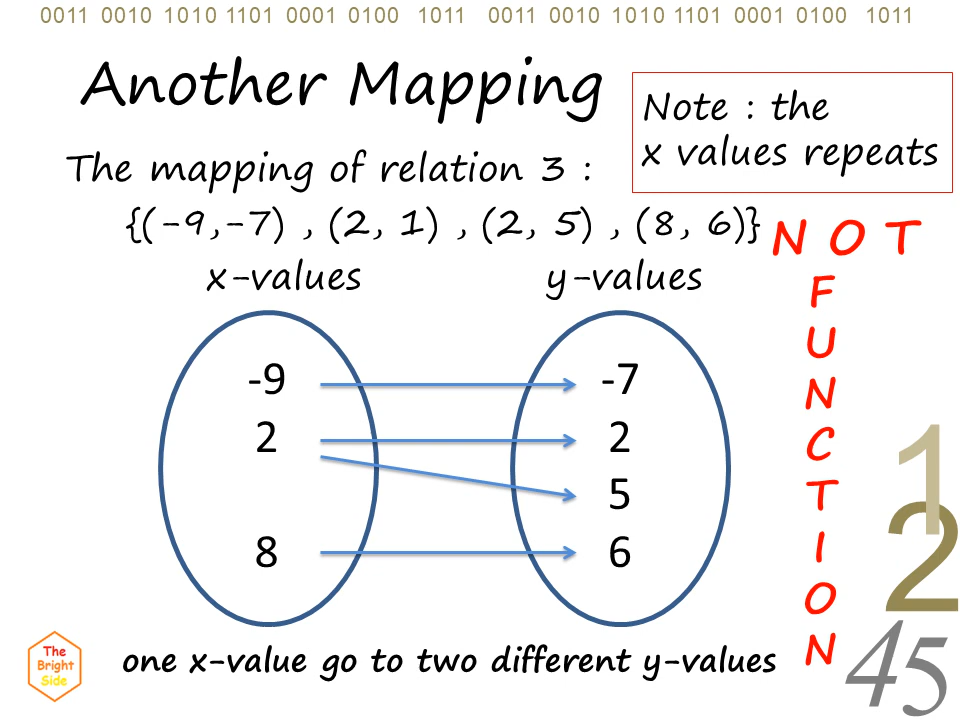 0011 0010 1010 1101 0001 0100 1011 0011 0010 1010 1101 0001 0100 1011
Another Mapping
Note : the
x values repeats
The mapping of relation 3 :
{(-9,-7) , (2, 1) , (2, 5) , (8, 6)}
N O T
F
U
N
C
T
I
O
N
x-values y-values
-9 -7
2 2
5
8 6
one x-value go to two different y-values
The
Bright
Side
1
2
45